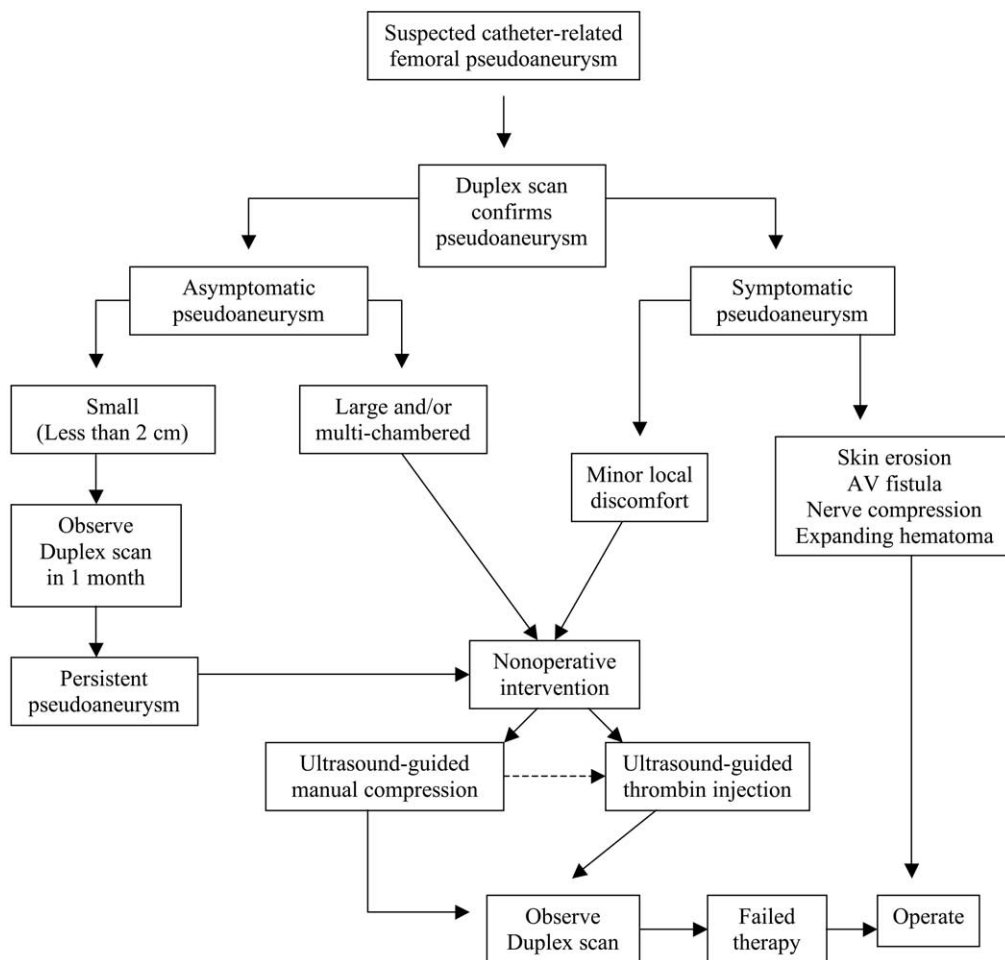 Suspected catheter-related
femoral pseudoaneurysm
Duplex scan
confirms
pseudoaneurysm
Asymptomatic
pseudoaneurysm
Symptomatic
pseudoaneurysm
Small
(Less than 2 cm)
Large and/or
multi-chambered
Minor local
discomfort
Skin erosion
AV fistula
Nerve compression
Expanding hematoma
Observe
Duplex scan
in 1 month
Persistent
pseudoaneurysm
Nonoperative
intervention
Ultrasound-guided
manual compression
Ultrasound-guided
thrombin injection
Observe
Duplex scan
Failed
therapy
Operate